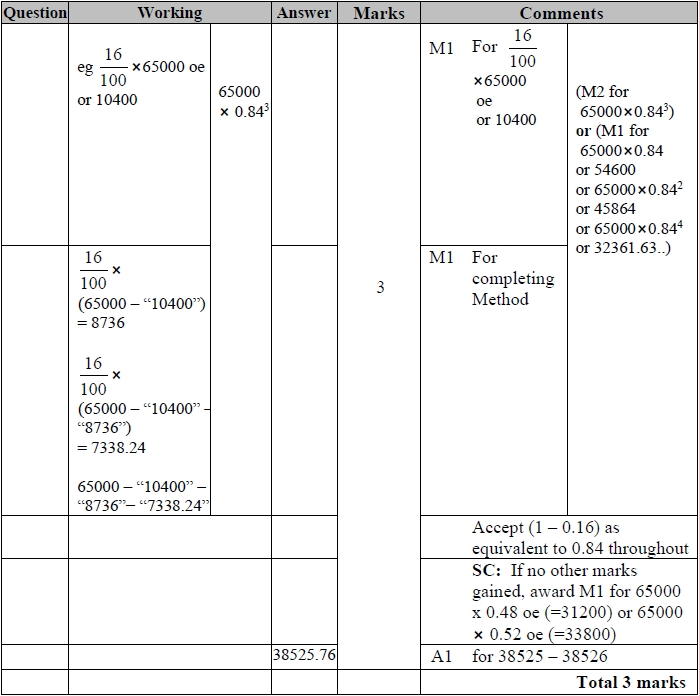 Question Working Answer Marks Comments
eg 16/100 ×65000 oe
or 10400
65000
× 0.84³
M1 For 16/100
×65000
oe
or 10400
(M2 for
65000×0.84³)
or (M1 for
65000×0.84
or 54600
or 65000×0.84²
or 45864
or 65000×0.84⁴
or 32361.63..)
16/100 ×
(65000 – “10400”)
= 8736
16/100 ×
(65000 – “10400” –
“8736”)
= 7338.24
65000 – “10400” –
“8736”– “7338.24”
3
M1 For
completing
Method
Accept (1 – 0.16) as
equivalent to 0.84 throughout
SC: If no other marks
gained, award M1 for 65000
x 0.48 oe (=31200) or 65000
× 0.52 oe (=33800)
38525.76 A1 for 38525 – 38526
Total 3 marks